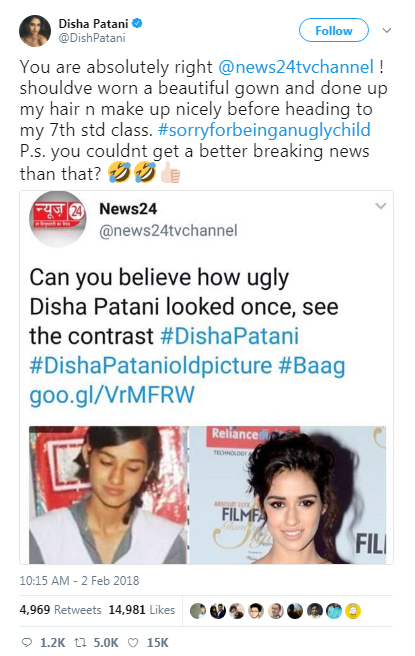 Disha Patani
@DishPatani
Follow
You are absolutely right @news24tvchannel !
shouldve worn a beautiful gown and done up
my hair n make up nicely before heading to
my 7th std class. #sorryforbeinganuglychild
P.s. you couldnt get a better breaking news
than that? 🤣🤣👍🏻
न्यूज़ 24
News24
@news24tvchannel
Can you believe how ugly
Disha Patani looked once, see
the contrast #DishaPatani
#DishaPatanioldpicture #Baag
goo.gl/VrMFRW
Reliance
TECHNOLOGY
FILMFA
FIL
10:15 AM - 2 Feb 2018
4,969 Retweets 14,981 Likes
1.2K 5.0K 15K